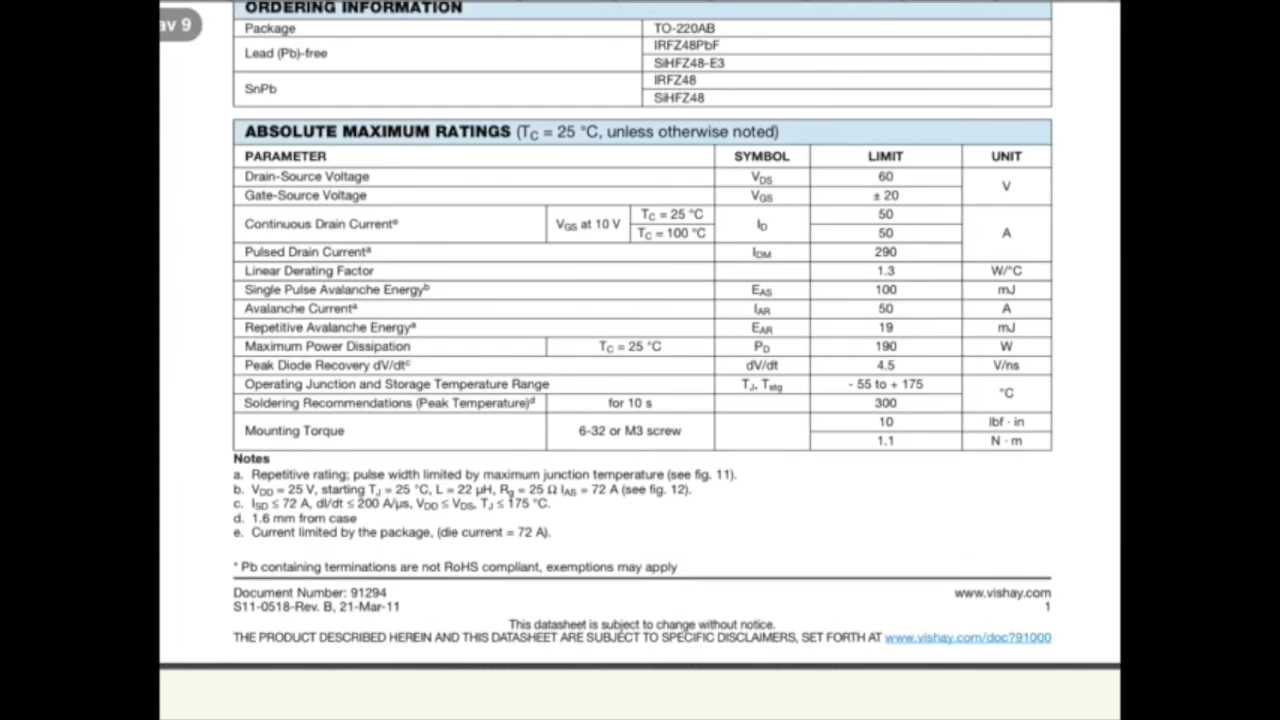 ORDERING INFORMATION
av 9
Package TO-220AB
Lead (Pb)-free IRFZ48PbF
SiHFZ48-E3
SnPb IRFZ48
SiHFZ48
ABSOLUTE MAXIMUM RATINGS (TC = 25 °C, unless otherwise noted)
PARAMETER SYMBOL LIMIT UNIT
Drain-Source Voltage VDS 60 V
Gate-Source Voltage VGS ± 20
Continuous Drain Currentᵉ VGS at 10 V TC = 25 °C ID 50 A
TC = 100 °C 50
Pulsed Drain Currentᵃ IDM 290
Linear Derating Factor 1.3 W/°C
Single Pulse Avalanche Energyᵇ EAS 100 mJ
Avalanche Currentᵃ IAR 50 A
Repetitive Avalanche Energyᵃ EAR 19 mJ
Maximum Power Dissipation TC = 25 °C PD 190 W
Peak Diode Recovery dV/dtᶜ dV/dt 4.5 V/ns
Operating Junction and Storage Temperature Range TJ, Tstg - 55 to + 175 °C
Soldering Recommendations (Peak Temperature)ᵈ for 10 s 300
Mounting Torque 6-32 or M3 screw 10 lbf · in
1.1 N · m
Notes
a. Repetitive rating; pulse width limited by maximum junction temperature (see fig. 11).
b. VDD = 25 V, starting TJ = 25 °C, L = 22 μH, Rg = 25 Ω IAS = 72 A (see fig. 12).
c. ISD ≤ 72 A, dI/dt ≤ 200 A/μs, VDD ≤ VDS, TJ ≤ 175 °C.
d. 1.6 mm from case
e. Current limited by the package, (die current = 72 A).
* Pb containing terminations are not RoHS compliant, exemptions may apply
Document Number: 91294 www.vishay.com
S11-0518-Rev. B, 21-Mar-11 1
This datasheet is subject to change without notice.
THE PRODUCT DESCRIBED HEREIN AND THIS DATASHEET ARE SUBJECT TO SPECIFIC DISCLAIMERS, SET FORTH AT www.vishay.com/doc?91000